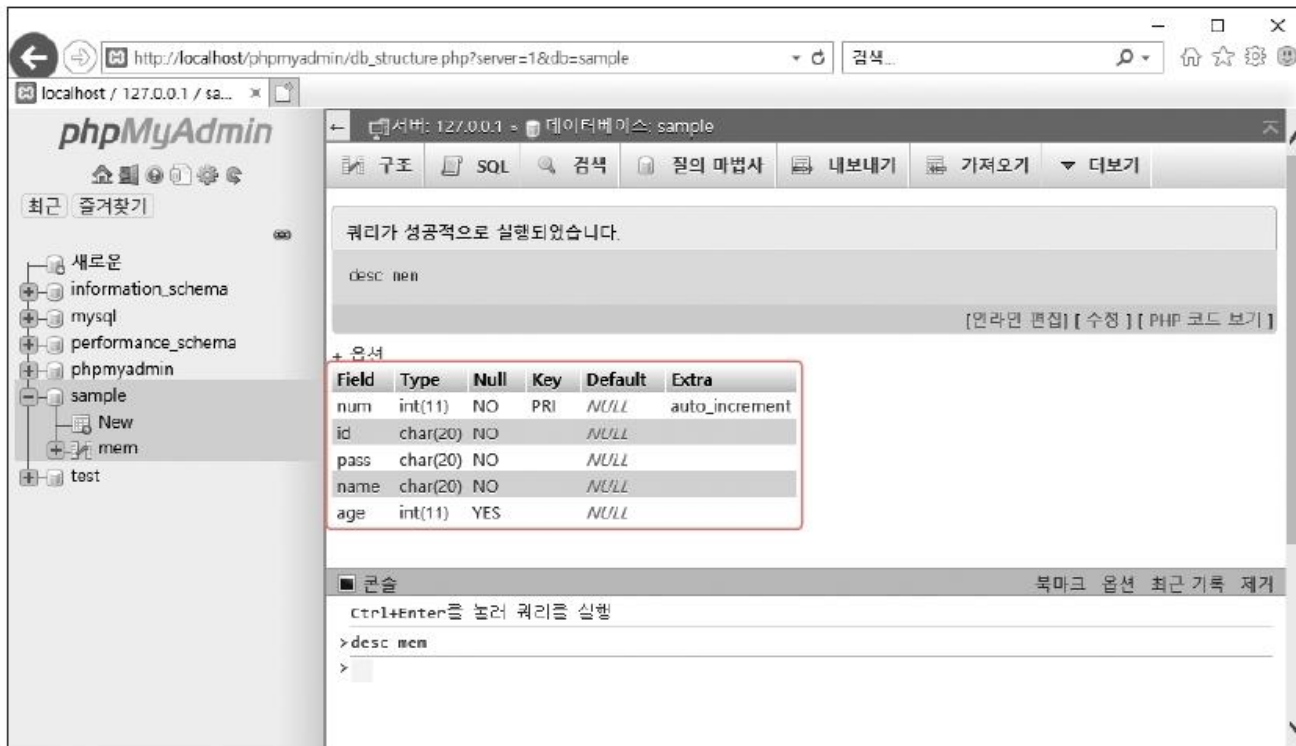 http://localhost/phpmyadmin/db_structure.php?server=1&db=sample
검색...
localhost / 127.0.0.1 / sa...
phpMyAdmin
최근 즐겨찾기
새로운
information_schema
mysql
performance_schema
phpmyadmin
sample
New
mem
test
서버: 127.0.0.1 » 데이터베이스: sample
구조 SQL 검색 질의 마법사 내보내기 가져오기 더보기
쿼리가 성공적으로 실행되었습니다.
desc mem
[인라인 편집] [ 수정 ] [ PHP 코드 보기 ]
+ 옵션
Field Type Null Key Default Extra
num int(11) NO PRI NULL auto_increment
id char(20) NO NULL
pass char(20) NO NULL
name char(20) NO NULL
age int(11) YES NULL
콘솔 북마크 옵션 최근 기록 제거
Ctrl+Enter를 눌러 쿼리를 실행
>desc mem
>